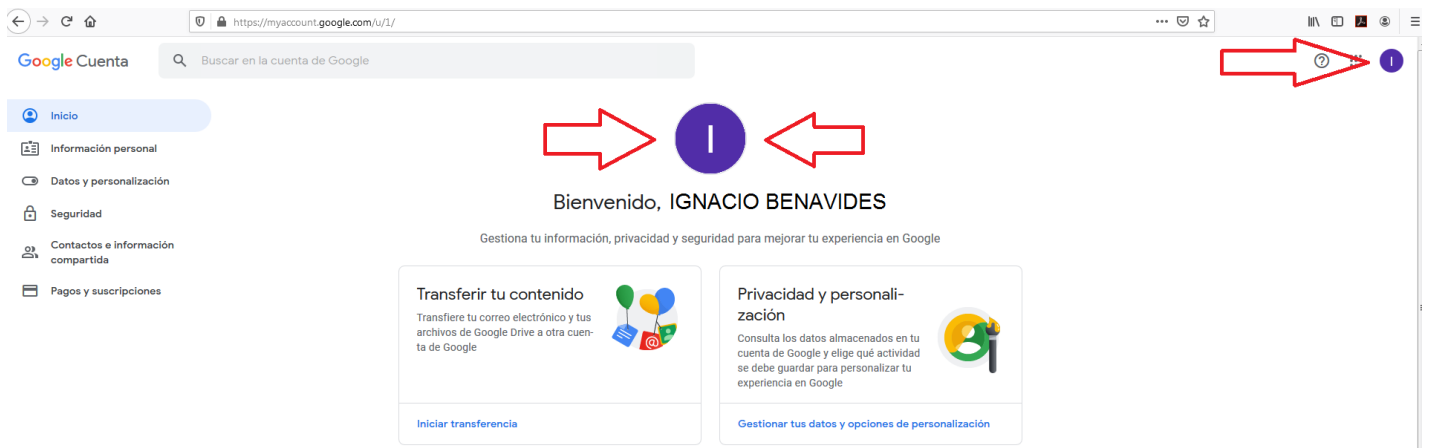 https://myaccount.google.com/u/1/
Google Cuenta
Buscar en la cuenta de Google
I
Inicio
Información personal
Datos y personalización
Seguridad
Contactos e información
compartida
Pagos y suscripciones
I
Bienvenido, IGNACIO BENAVIDES
Gestiona tu información, privacidad y seguridad para mejorar tu experiencia en Google
Transferir tu contenido
Transfiere tu correo electrónico y tus
archivos de Google Drive a otra cuen-
ta de Google
Iniciar transferencia
Privacidad y personali-
zación
Consulta los datos almacenados en tu
cuenta de Google y elige qué actividad
se debe guardar para personalizar tu
experiencia en Google
Gestionar tus datos y opciones de personalización